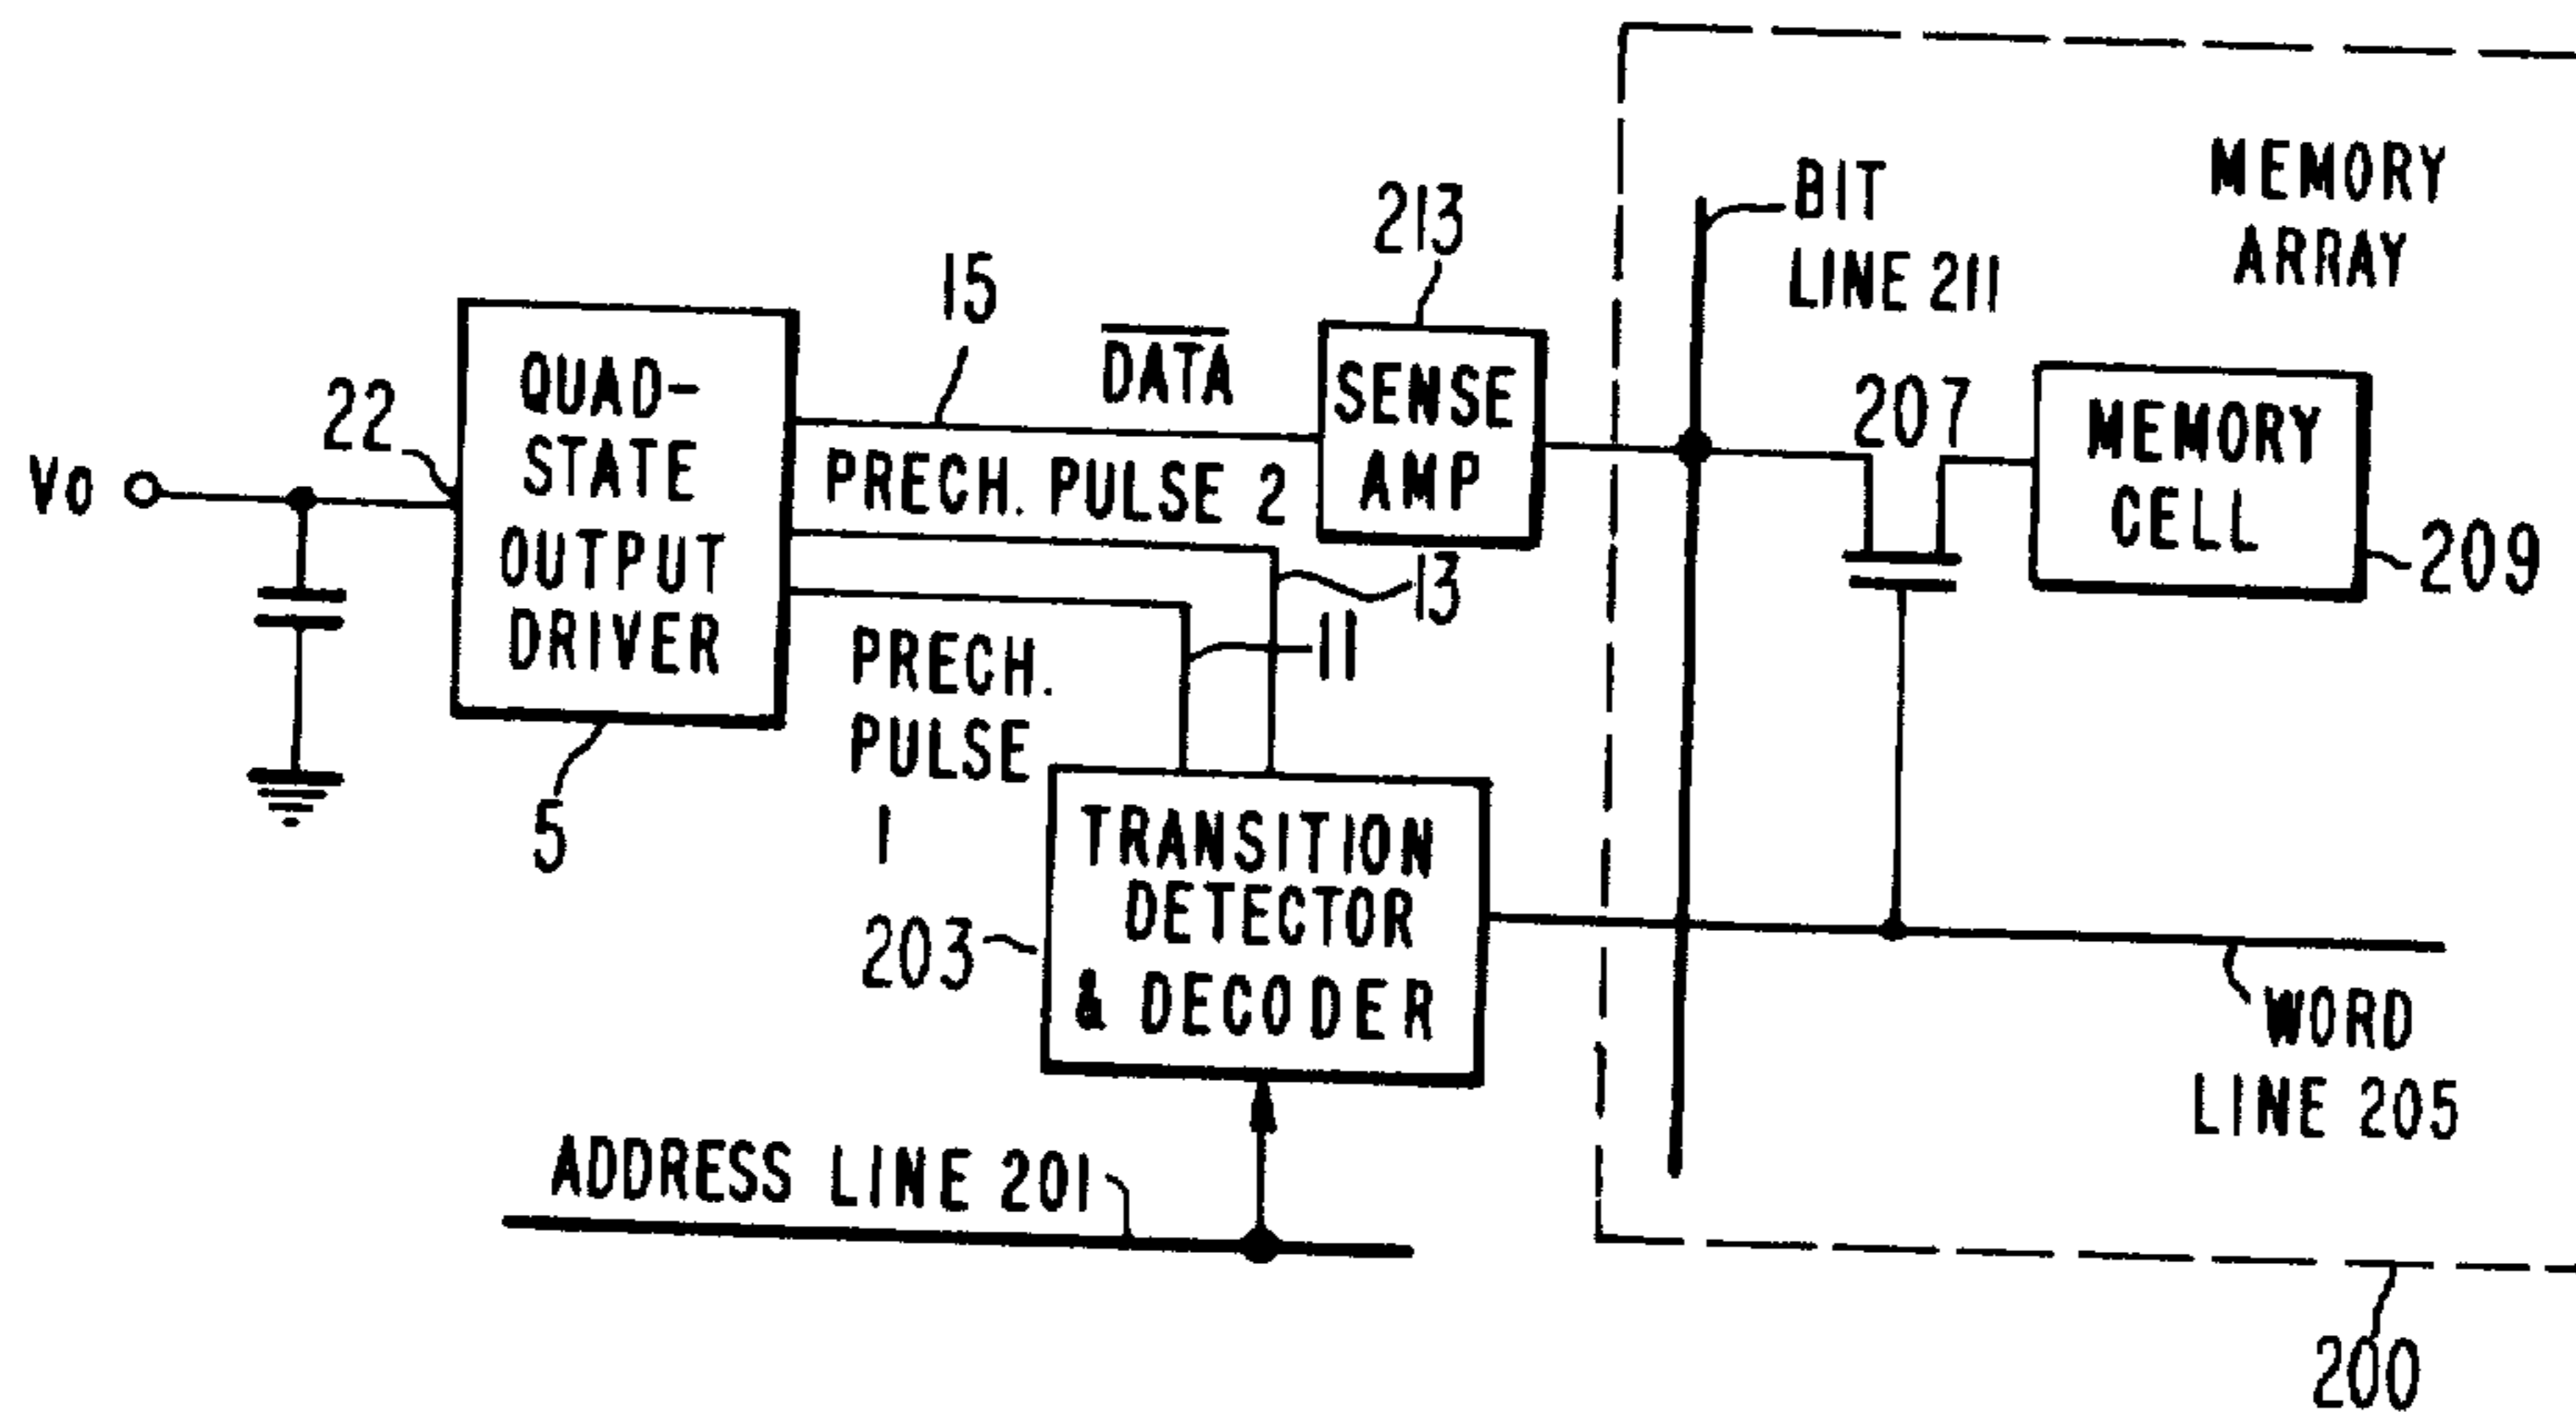 MEMORY
ARRAY
BIT
LINE 211
213
15
D̅A̅T̅A̅
SENSE
AMP
207
MEMORY
CELL
209
QUAD-
STATE
OUTPUT
DRIVER
22
Vo
PRECH. PULSE 2
13
11
PRECH.
PULSE
1
5
TRANSITION
DETECTOR
& DECODER
203
WORD
LINE 205
ADDRESS LINE 201
200